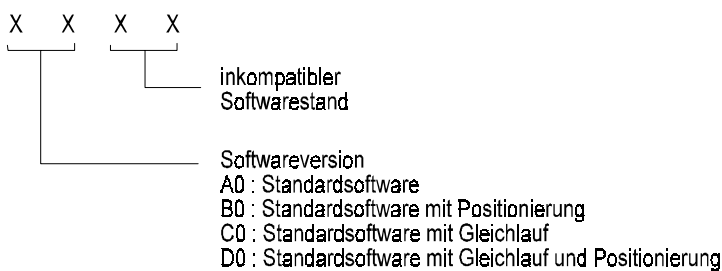 X X X X
inkompatibler
Softwarestand
Softwareversion
A0 : Standardsoftware
B0 : Standardsoftware mit Positionierung
C0 : Standardsoftware mit Gleichlauf
D0 : Standardsoftware mit Gleichlauf und Positionierung